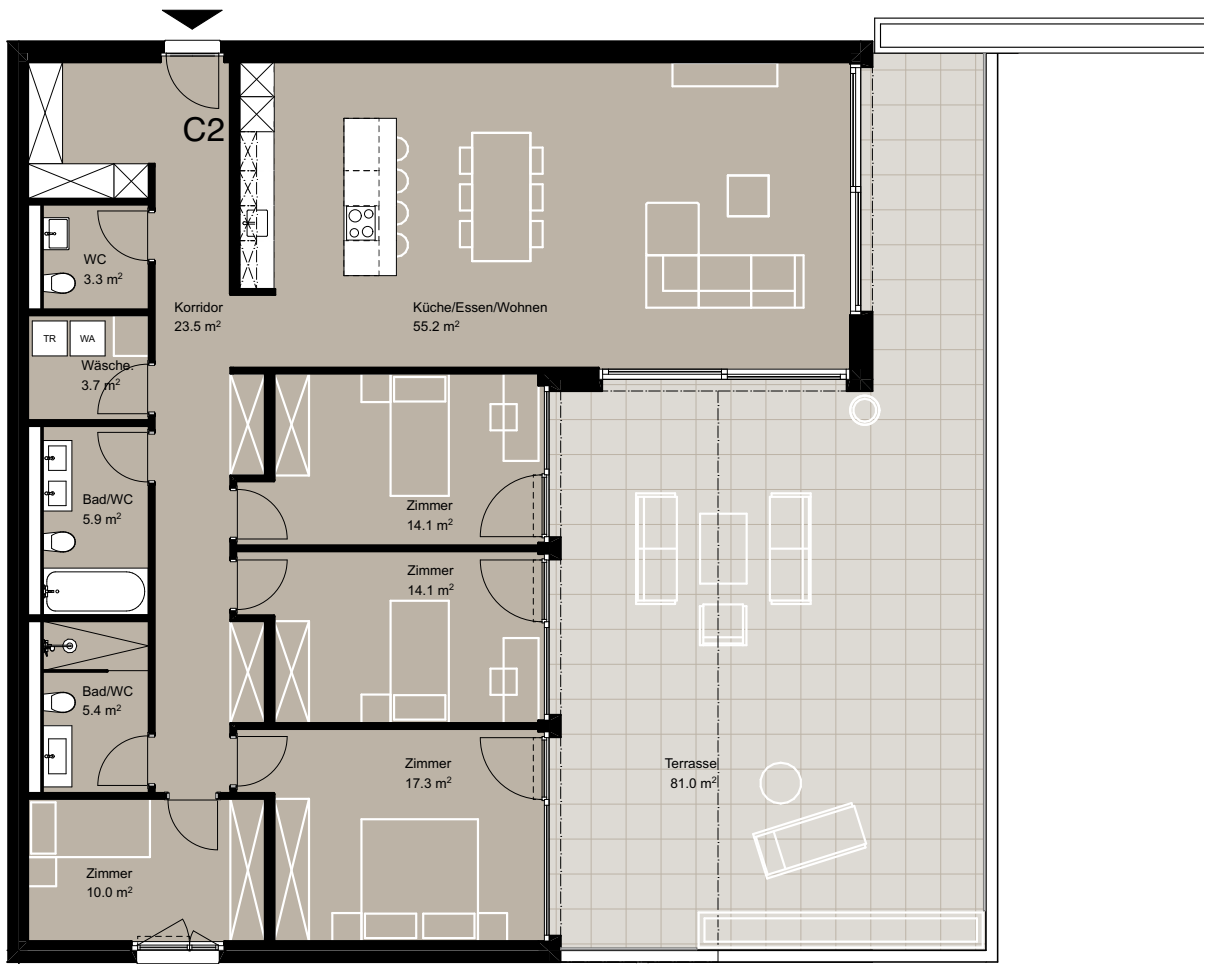 C2
WC
3.3 m²
Korridor
23.5 m²
Küche/Essen/Wohnen
55.2 m²
TR
WA
Wäsche.
3.7 m²
Bad/WC
5.9 m²
Zimmer
14.1 m²
Zimmer
14.1 m²
Bad/WC
5.4 m²
Zimmer
17.3 m²
Terrasse
81.0 m²
Zimmer
10.0 m²